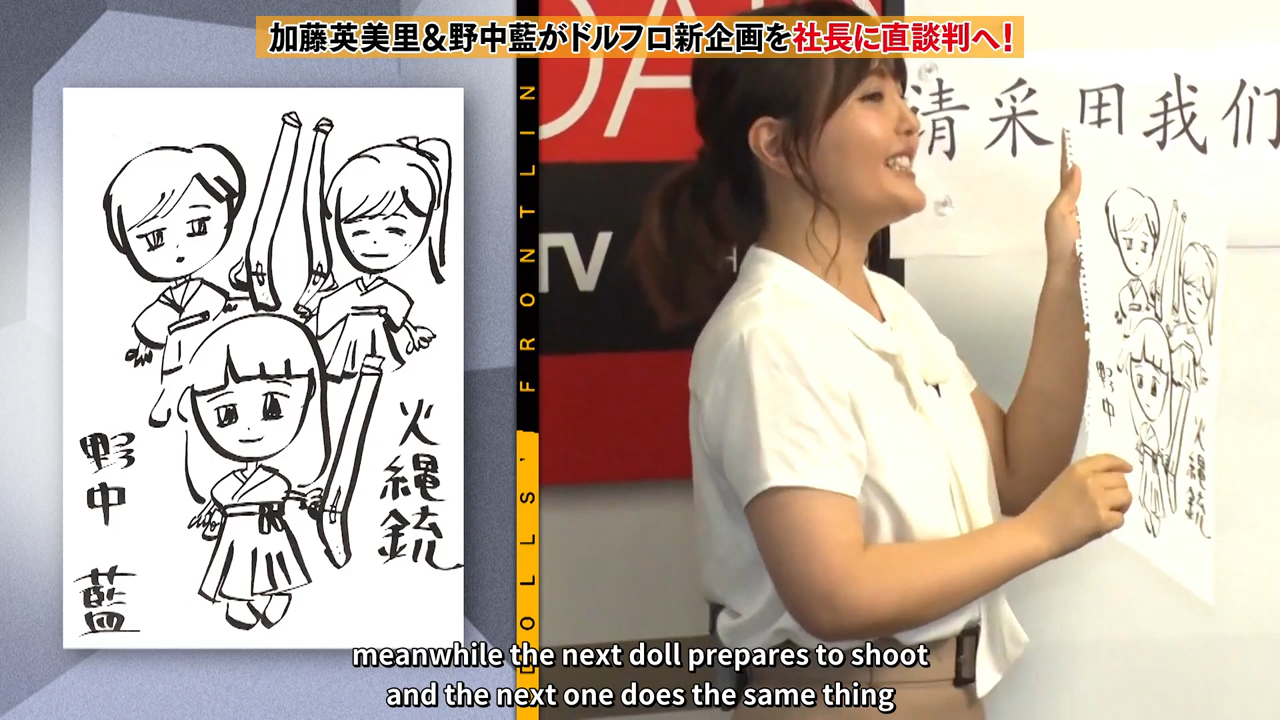 加藤英美里&野中藍がドルフロ新企画を社長に直談判へ!
野中 藍
火縄銃
DOLLS' FRONTLIN
TV
清采用我们
野中
火縄銃
meanwhile the next doll prepares to shoot
and the next one does the same thing